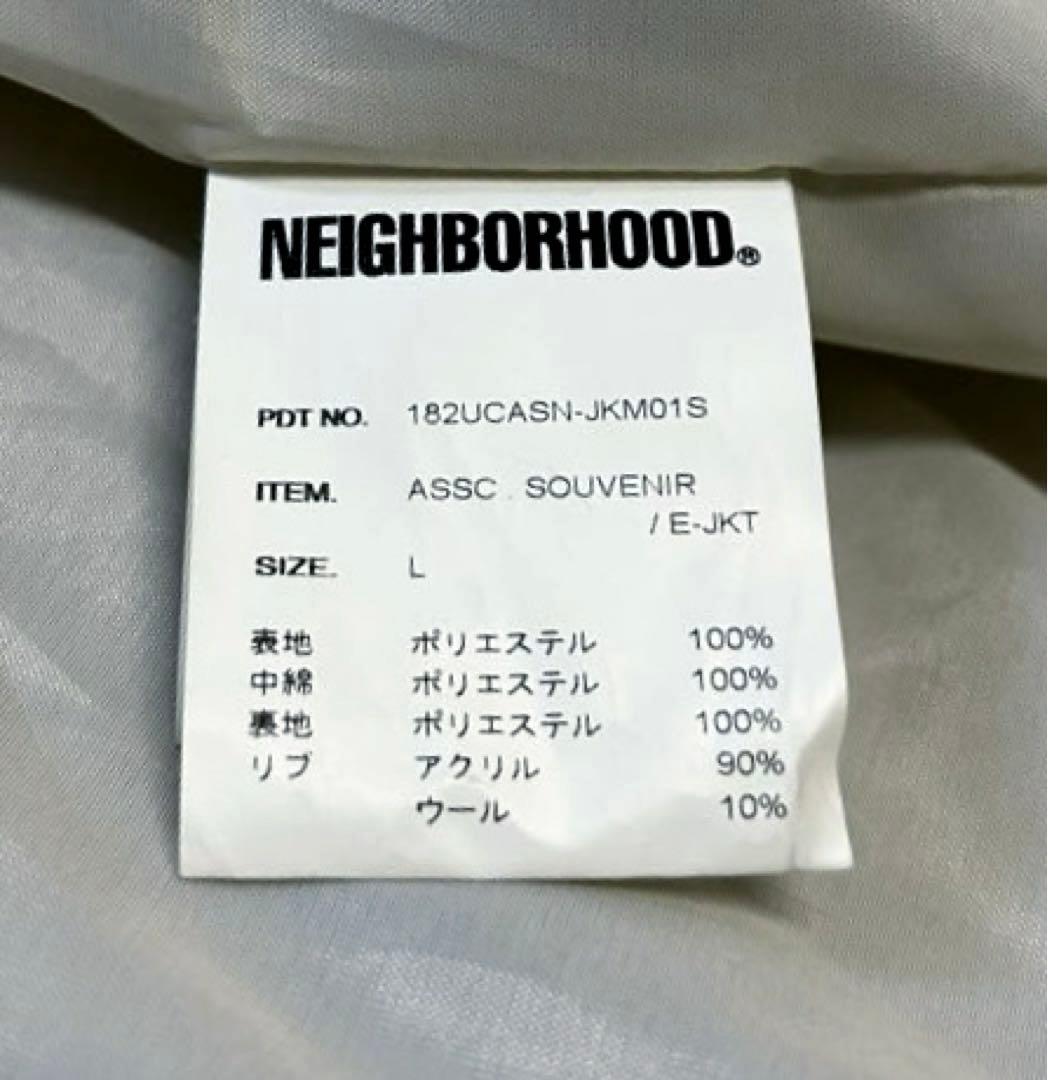 NEIGHBORHOOD®
PDT NO. 182UCASN-JKM01S
ITEM. ASSC . SOUVENIR
/ E-JKT
SIZE. L
表地 ポリエステル 100%
中綿 ポリエステル 100%
裏地 ポリエステル 100%
リブ アクリル 90%
ウール 10%